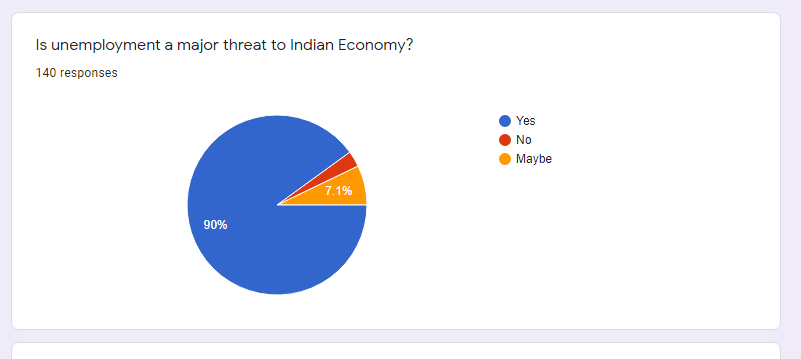 Is unemployment a major threat to Indian Economy?
140 responses
Yes
No
Maybe
7.1%
90%